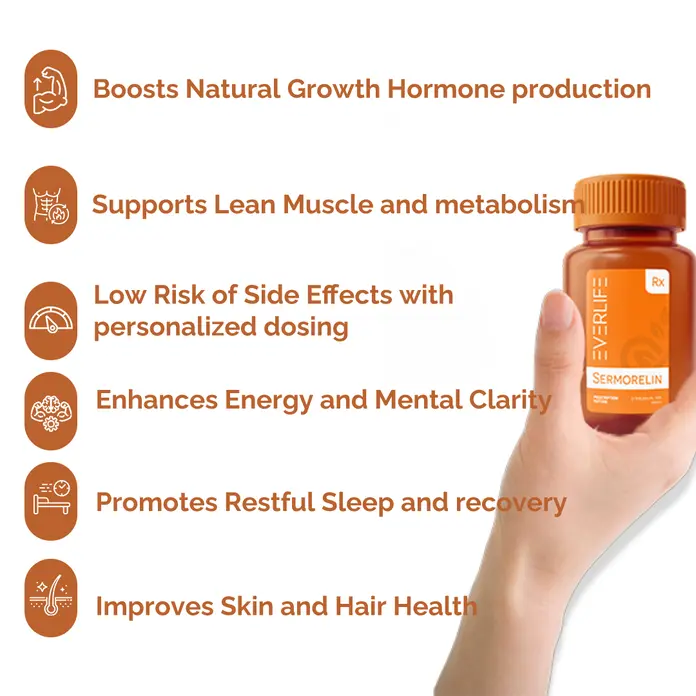 Boosts Natural Growth Hormone production
Supports Lean Muscle and metabolism
Low Risk of Side Effects with
personalized dosing
Enhances Energy and Mental Clarity
Promotes Restful Sleep and recovery
Improves Skin and Hair Health
Rx
EVERLIFE
SERMORELIN